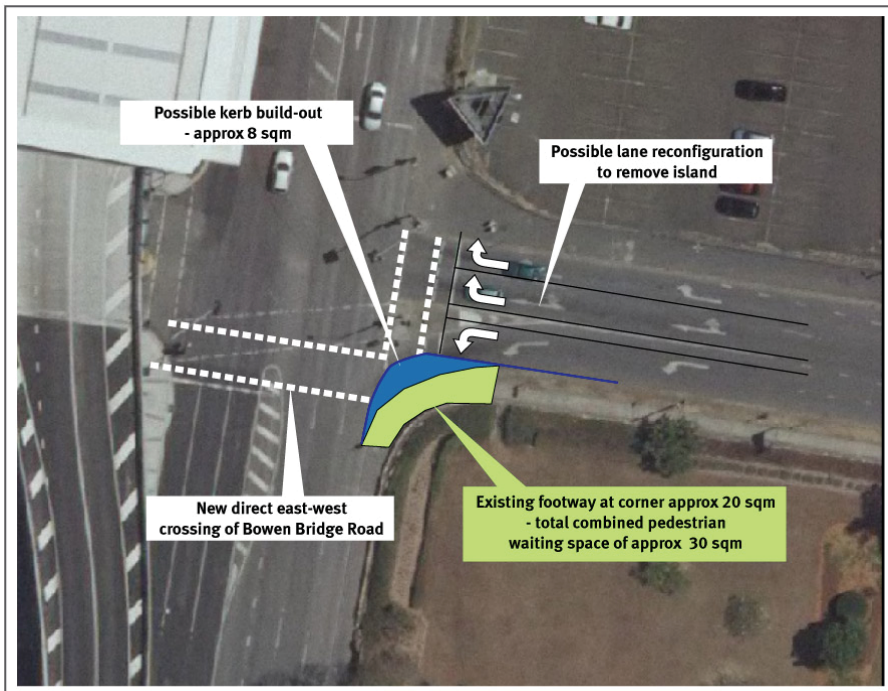 Possible kerb build-out
- approx 8 sqm
Possible lane reconfiguration
to remove island
New direct east-west
crossing of Bowen Bridge Road
Existing footway at corner approx 20 sqm
- total combined pedestrian
waiting space of approx 30 sqm